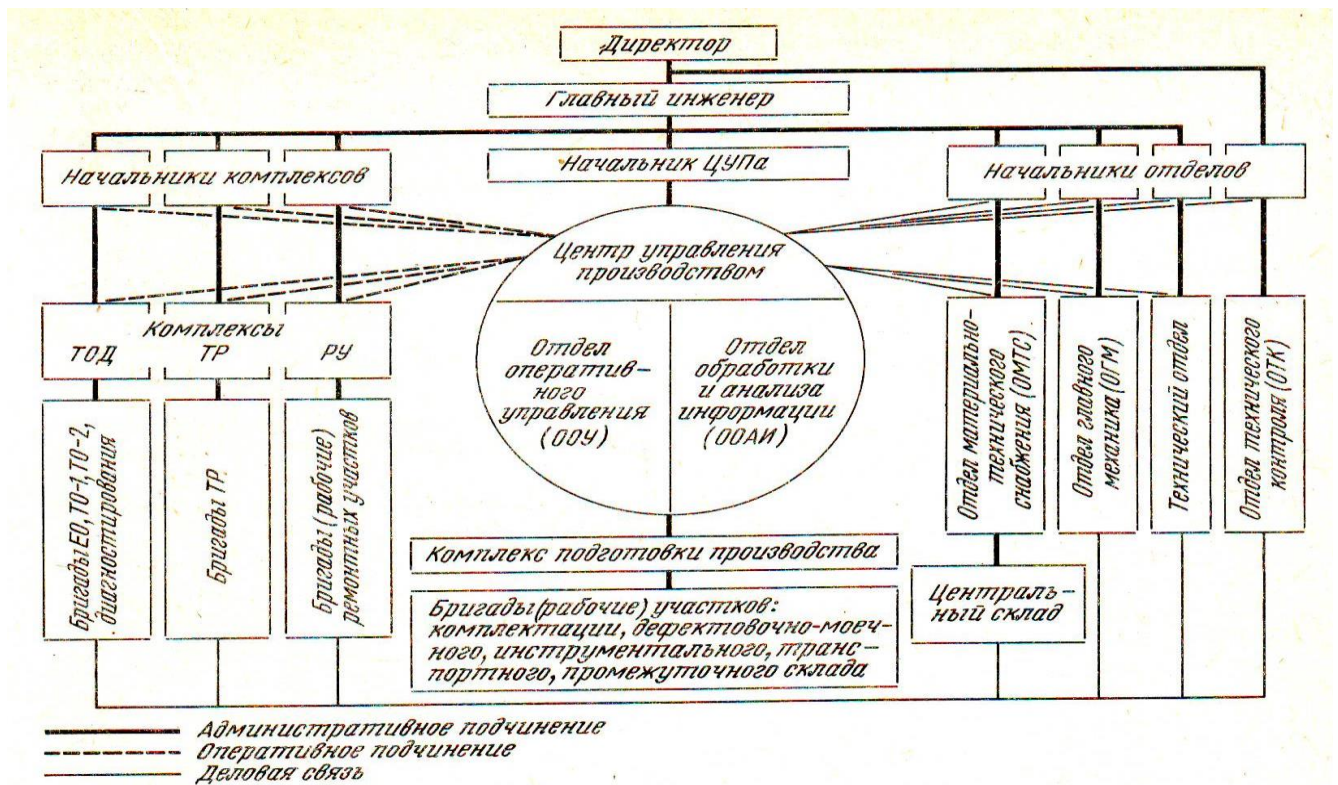 Директор
Главный инженер
Начальники комплексов
Начальник ЦУПа
Начальники отделов
Центр управления
производством
Отдел
оператив-
ного
управления
(ООУ)
Отдел
обработки
и анализа
информации
(ООАИ)
Комплексы
ТОД
ТР
РУ
Бригады ЕО, ТО-1, ТО-2,
диагностирования
Бригады ТР
Бригады (рабочие)
ремонтных участков
Отдел материально-
технического
снабжения (ОМТС)
Отдел главного
механика (ОГМ)
Технический отдел
Отдел технического
контроля (ОТК)
Комплекс подготовки производства
Бригады (рабочие) участков:
комплектации, дефектовочно-моеч-
ного, инструментального, транс-
портного, промежуточного склада
Централь-
ный склад
Административное подчинение
Оперативное подчинение
Деловая связь